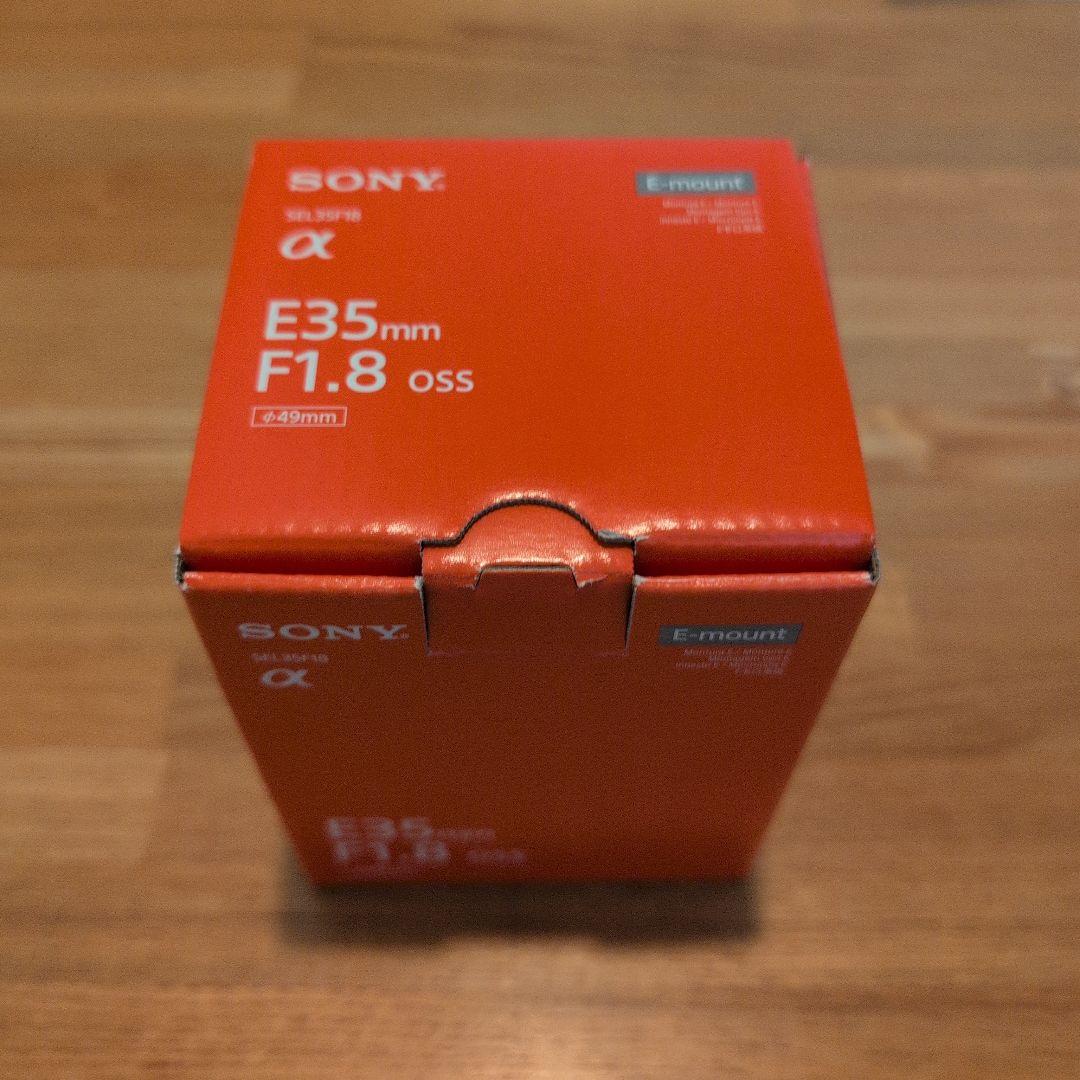 SONY
E-mount
SEL35F18
α
E35mm
F1.8 OSS
φ49mm
SONY
E-mount
SEL35F18
α
E35mm
F1.8 OSS